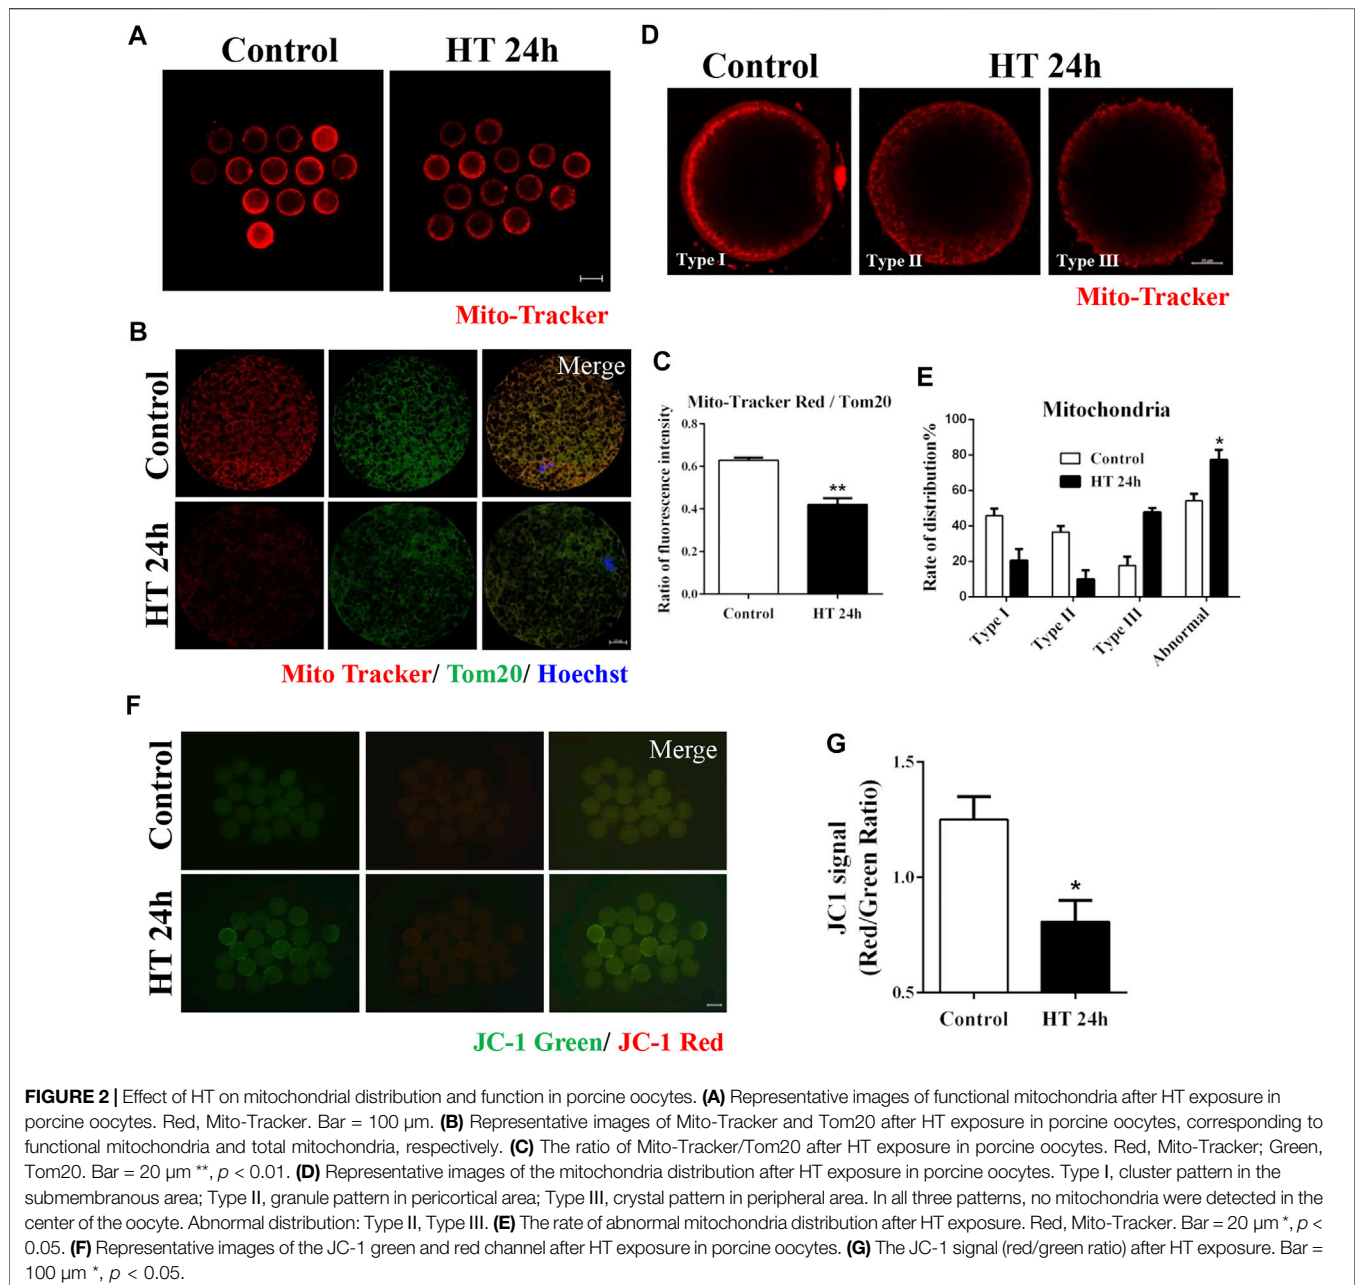 A
Control
HT 24h
Mito-Tracker
D
Control
HT 24h
Type I
Type II
Type III
20 μm
Mito-Tracker
B
Control
HT 24h
Merge
Mito Tracker/ Tom20/ Hoechst
C
Mito-Tracker Red / Tom20
Ratio of fluorescence intensity
0.8
0.6
0.4
0.2
0.0
**
Control
HT 24h
E
Mitochondria
Rate of distribution%
100
80
60
40
20
0
Control
HT 24h
*
Type I
Type II
Type III
Abnormal
F
Control
HT 24h
Merge
JC-1 Green/ JC-1 Red
G
JC1 signal
(Red/Green Ratio)
1.5
1.0
0.5
*
Control
HT 24h
FIGURE 2 | Effect of HT on mitochondrial distribution and function in porcine oocytes. (A) Representative images of functional mitochondria after HT exposure in
porcine oocytes. Red, Mito-Tracker. Bar = 100 μm. (B) Representative images of Mito-Tracker and Tom20 after HT exposure in porcine oocytes, corresponding to
functional mitochondria and total mitochondria, respectively. (C) The ratio of Mito-Tracker/Tom20 after HT exposure in porcine oocytes. Red, Mito-Tracker; Green,
Tom20. Bar = 20 μm **, p < 0.01. (D) Representative images of the mitochondria distribution after HT exposure in porcine oocytes. Type I, cluster pattern in the
submembranous area; Type II, granule pattern in pericortical area; Type III, crystal pattern in peripheral area. In all three patterns, no mitochondria were detected in the
center of the oocyte. Abnormal distribution: Type II, Type III. (E) The rate of abnormal mitochondria distribution after HT exposure. Red, Mito-Tracker. Bar = 20 μm *, p <
0.05. (F) Representative images of the JC-1 green and red channel after HT exposure in porcine oocytes. (G) The JC-1 signal (red/green ratio) after HT exposure. Bar =
100 μm *, p < 0.05.